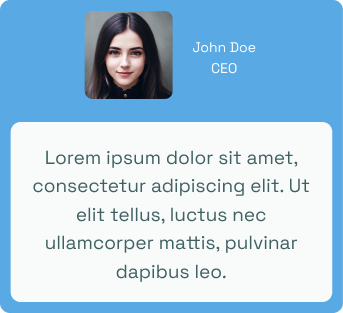 John Doe
CEO
Lorem ipsum dolor sit amet,
consectetur adipiscing elit. Ut
elit tellus, luctus nec
ullamcorper mattis, pulvinar
dapibus leo.